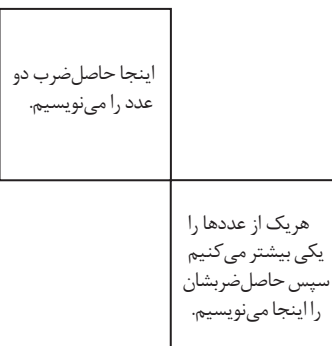 اینجا حاصل‌ضرب دو
عدد را می‌نویسیم.
هریک از عددها را
یکی بیشتر می‌کنیم
سپس حاصل‌ضربشان
را اینجا می‌نویسیم.